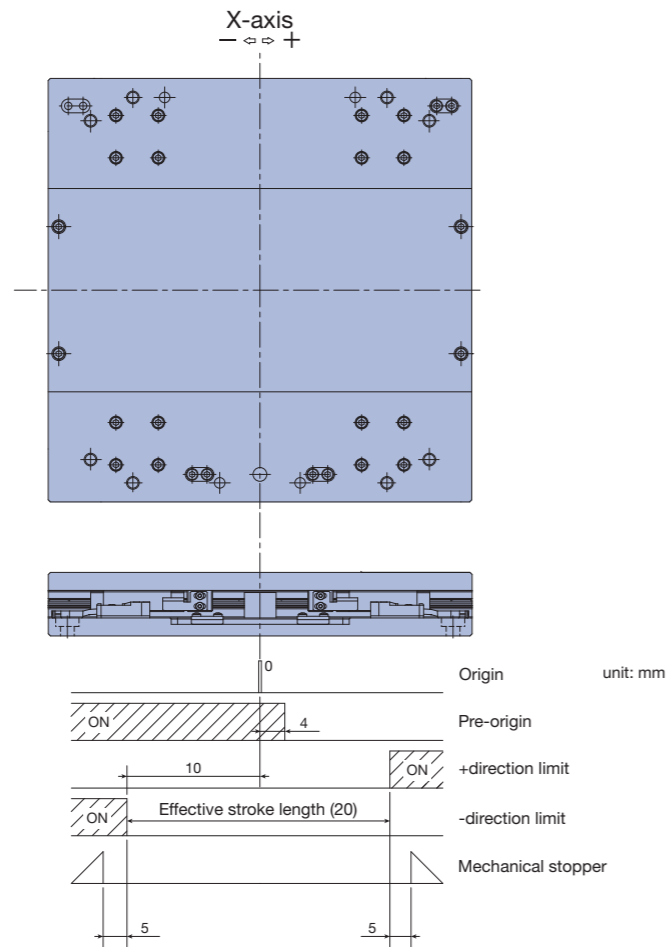 X-axis
− ⇦ ⇨ +
0
Origin
unit: mm
ON
4
Pre-origin
10
ON
+direction limit
ON
Effective stroke length (20)
-direction limit
Mechanical stopper
5
5